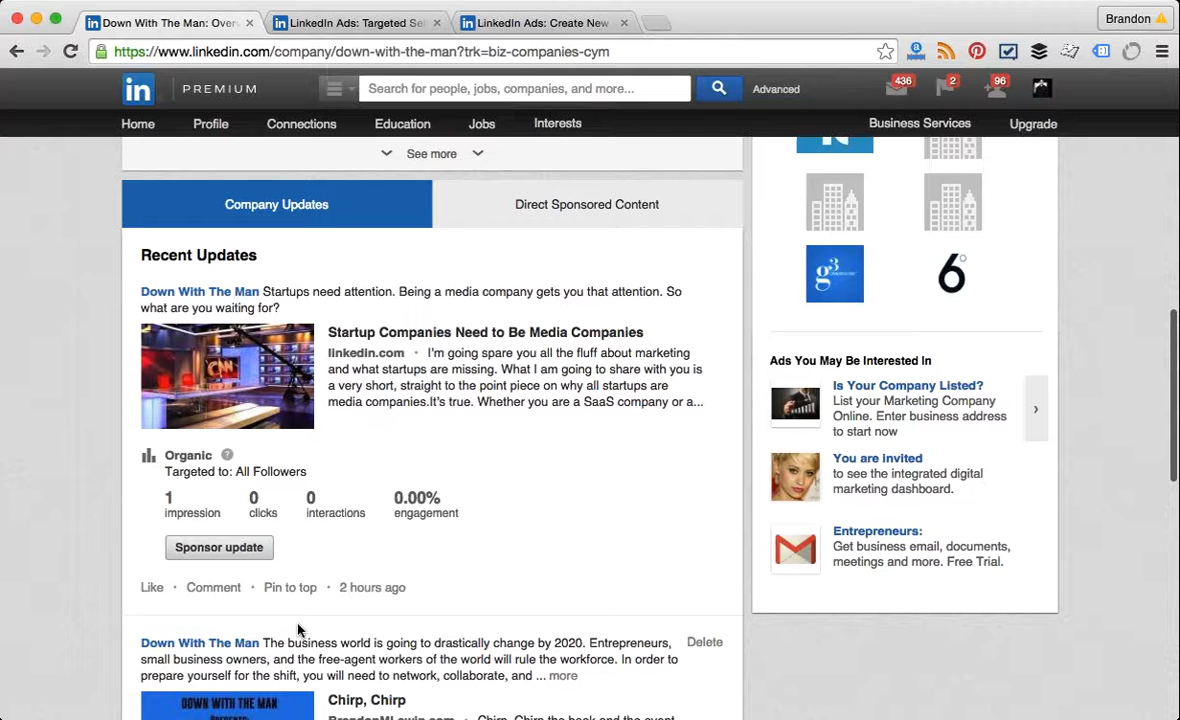 Down With The Man: Over
LinkedIn Ads: Targeted Sel
LinkedIn Ads: Create New
Brandon
https://www.linkedin.com/company/down-with-the-man?trk=biz-companies-cym
in
PREMIUM
Search for people, jobs, companies, and more...
Advanced
436
2
96
Home
Profile
Connections
Education
Jobs
Interests
Business Services
Upgrade
See more
Company Updates
Direct Sponsored Content
Recent Updates
Down With The Man Startups need attention. Being a media company gets you that attention. So
what are you waiting for?
CNN
Startup Companies Need to Be Media Companies
linkedin.com · I'm going spare you all the fluff about marketing
and what startups are missing. What I am going to share with you is
a very short, straight to the point piece on why all startups are
media companies.It's true. Whether you are a SaaS company or a...
Organic ?
Targeted to: All Followers
1
impression
0
clicks
0
interactions
0.00%
engagement
Sponsor update
Like · Comment · Pin to top · 2 hours ago
Down With The Man The business world is going to drastically change by 2020. Entrepreneurs,
small business owners, and the free-agent workers of the world will rule the workforce. In order to
prepare yourself for the shift, you will need to network, collaborate, and ... more
Delete
DOWN WITH THE MAN
Chirp, Chirp
g3
6
Ads You May Be Interested In
Is Your Company Listed?
List your Marketing Company
Online. Enter business address
to start now
You are invited
to see the integrated digital
marketing dashboard.
Entrepreneurs:
Get business email, documents,
meetings and more. Free Trial.